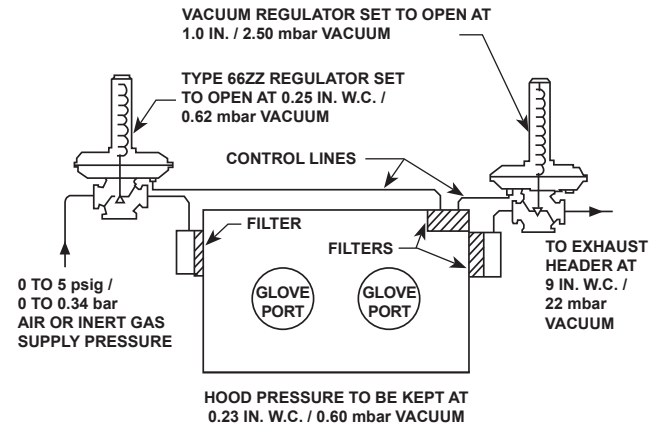 VACUUM REGULATOR SET TO OPEN AT
1.0 IN. / 2.50 mbar VACUUM
TYPE 66ZZ REGULATOR SET
TO OPEN AT 0.25 IN. W.C. /
0.62 mbar VACUUM
CONTROL LINES
FILTER
FILTERS
GLOVE
PORT
GLOVE
PORT
0 TO 5 psig /
0 TO 0.34 bar
AIR OR INERT GAS
SUPPLY PRESSURE
TO EXHAUST
HEADER AT
9 IN. W.C. /
22 mbar
VACUUM
HOOD PRESSURE TO BE KEPT AT
0.23 IN. W.C. / 0.60 mbar VACUUM